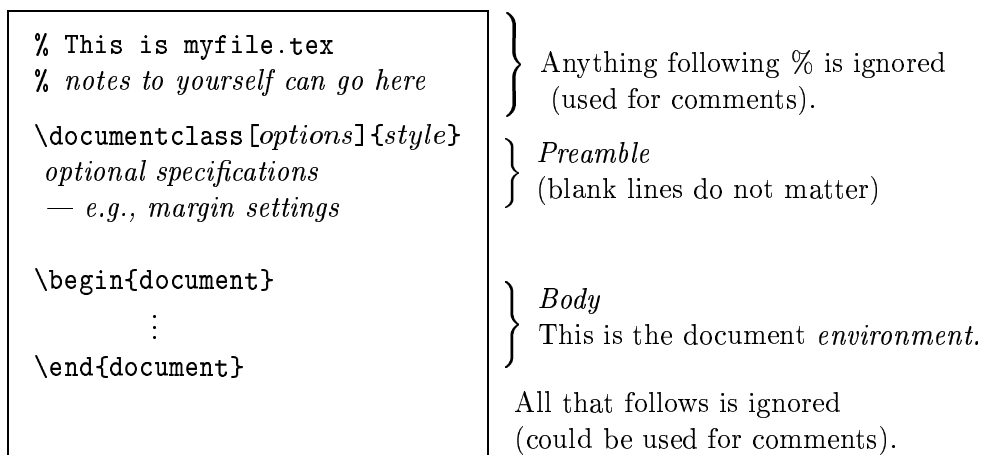 % This is myfile.tex
% notes to yourself can go here
\documentclass[options]{style}
optional specifications
— e.g., margin settings
\begin{document}
⋮
\end{document}
Anything following % is ignored
(used for comments).
Preamble
(blank lines do not matter)
Body
This is the document environment.
All that follows is ignored
(could be used for comments).